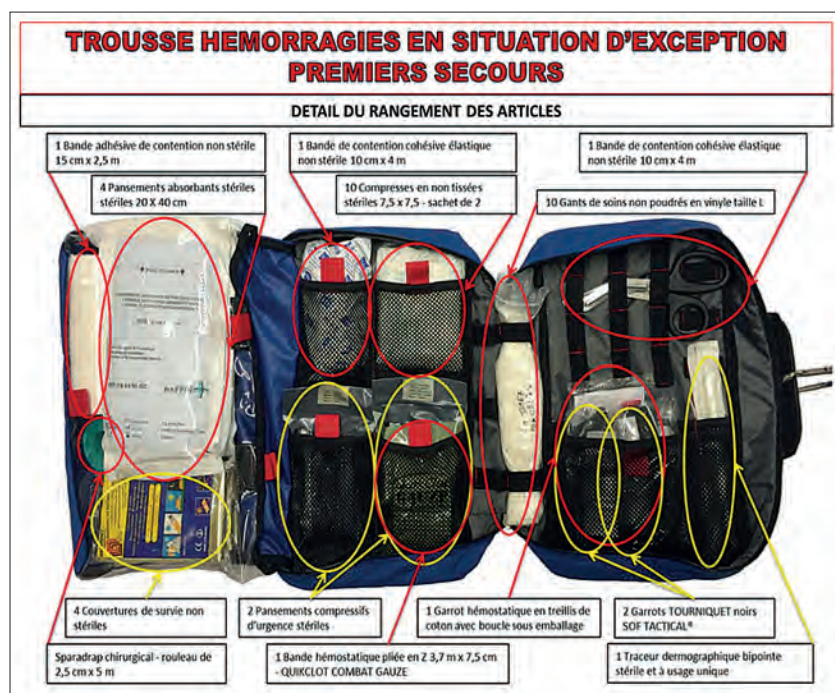 TROUSSE HEMORRAGIES EN SITUATION D'EXCEPTION
PREMIERS SECOURS
DETAIL DU RANGEMENT DES ARTICLES
1 Bande adhésive de contention non stérile
15 cm x 2,5 m
1 Bande de contention cohésive élastique
non stérile 10 cm x 4 m
1 Bande de contention cohésive élastique
non stérile 10 cm x 4 m
4 Pansements absorbants stériles
stériles 20 X 40 cm
10 Compresses en non tissées
stériles 7,5 x 7,5 - sachet de 2
10 Gants de soins non poudrés en vinyle taille L
GAUZE
4 Couvertures de survie non
stériles
2 Pansements compressifs
d'urgence stériles
1 Garrot hémostatique en treillis de
coton avec boucle sous emballage
2 Garrots TOURNIQUET noirs
SOF TACTICAL®
Sparadrap chirurgical - rouleau de
2,5 cm x 5 m
1 Bande hémostatique pliée en Z 3,7 m x 7,5 cm
- QUIKCLOT COMBAT GAUZE
1 Traceur dermographique bipointe
stérile et à usage unique